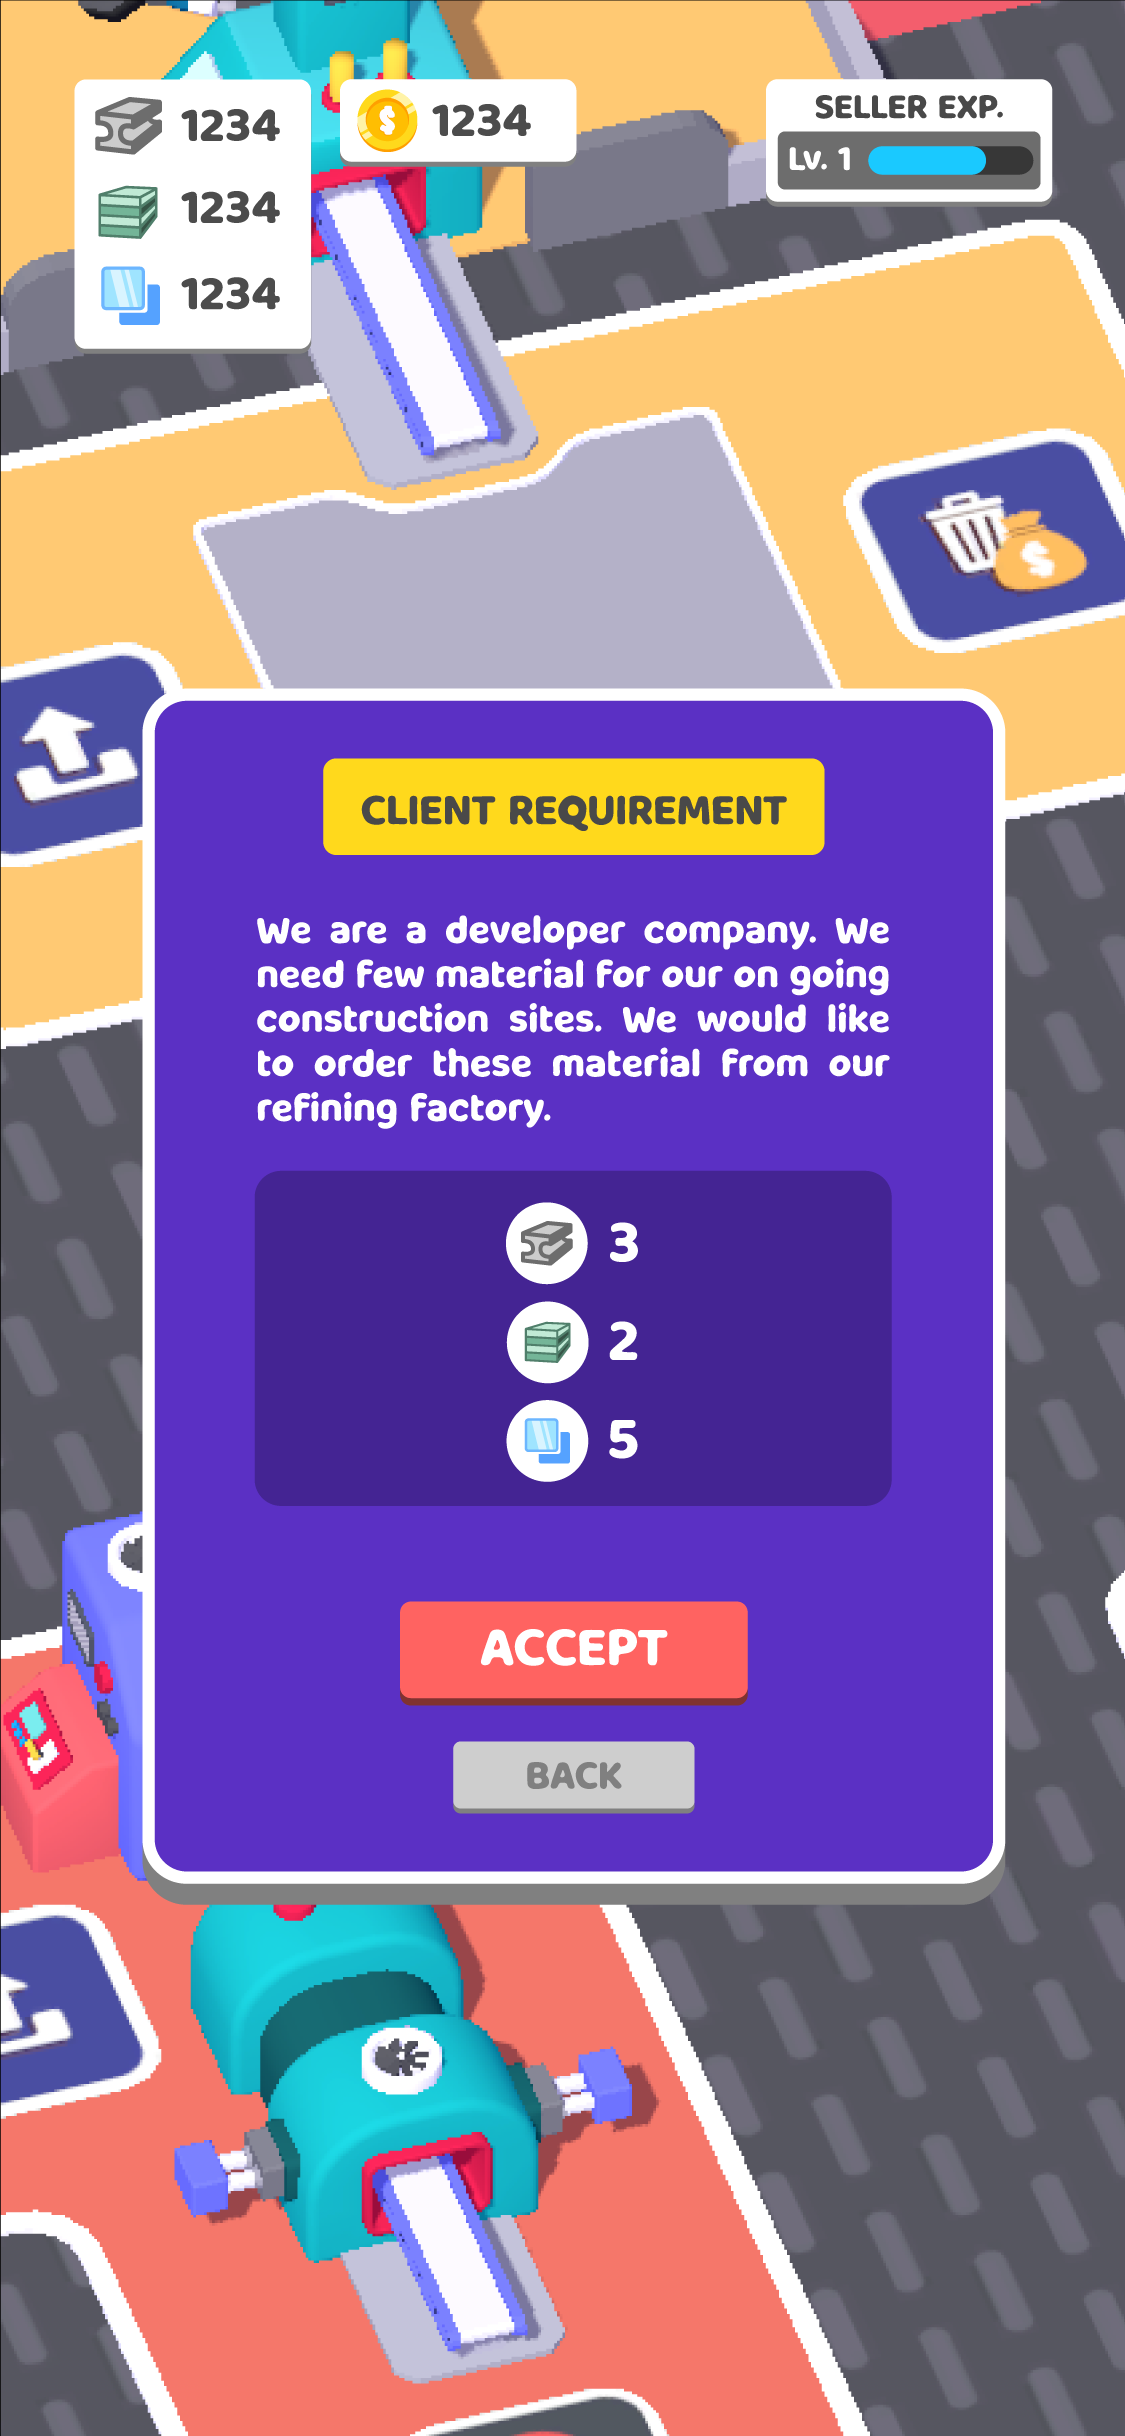 1234
1234
1234
1234
SELLER EXP.
Lv. 1
CLIENT REQUIREMENT
We are a developer company. We
need few material for our on going
construction sites. We would like
to order these material from our
refining factory.
3
2
5
ACCEPT
BACK